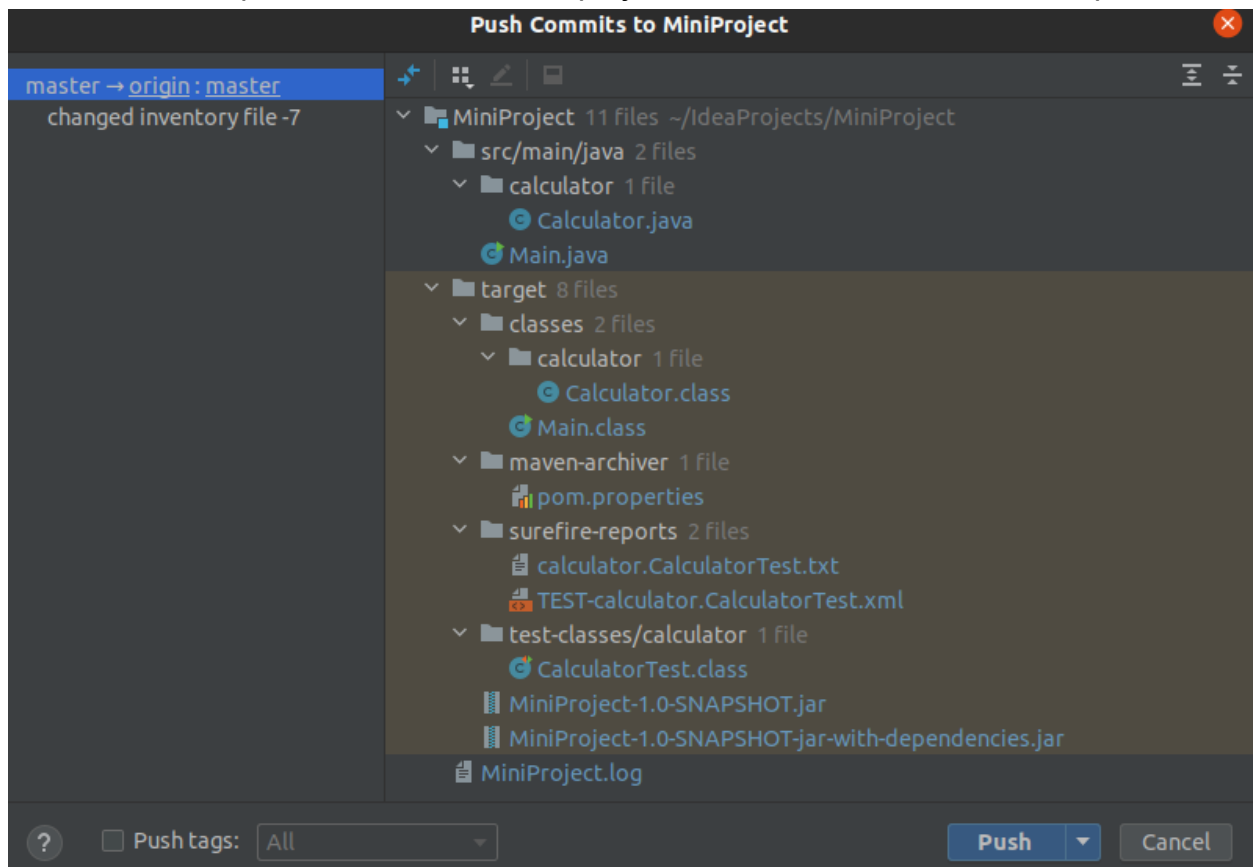 Push Commits to MiniProject
master → origin : master
changed inventory file -7
MiniProject 11 files ~/IdeaProjects/MiniProject
src/main/java 2 files
calculator 1 file
Calculator.java
Main.java
target 8 files
classes 2 files
calculator 1 file
Calculator.class
Main.class
maven-archiver 1 file
pom.properties
surefire-reports 2 files
calculator.CalculatorTest.txt
TEST-calculator.CalculatorTest.xml
test-classes/calculator 1 file
CalculatorTest.class
MiniProject-1.0-SNAPSHOT.jar
MiniProject-1.0-SNAPSHOT-jar-with-dependencies.jar
MiniProject.log
? Push tags: All Push Cancel